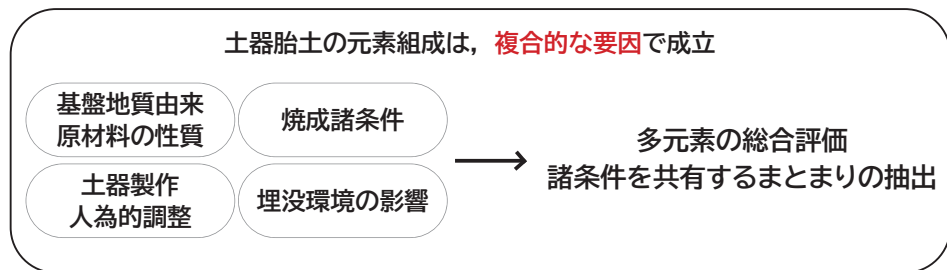 土器胎土の元素組成は，複合的な要因で成立
基盤地質由来
原材料の性質
焼成諸条件
土器製作
人為的調整
埋没環境の影響
多元素の総合評価
諸条件を共有するまとまりの抽出